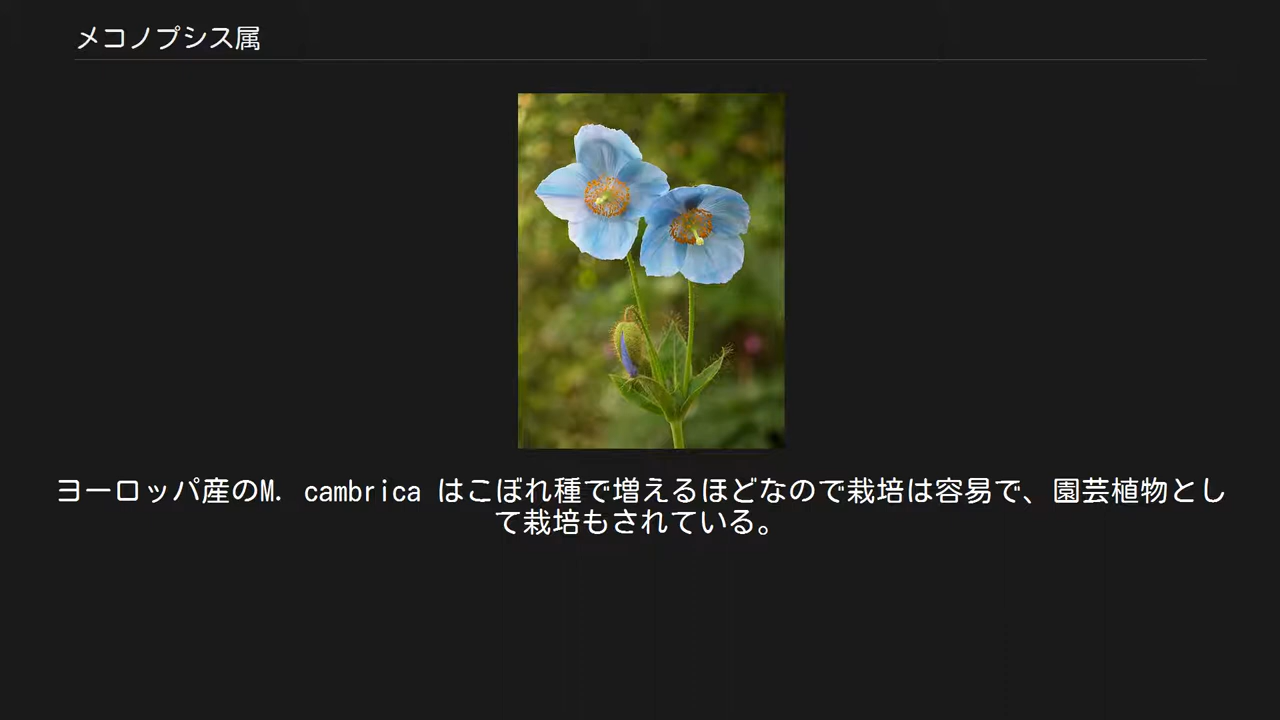 メコノプシス属
ヨーロッパ産のM. cambrica はこぼれ種で増えるほどなので栽培は容易で、園芸植物とし
て栽培もされている。